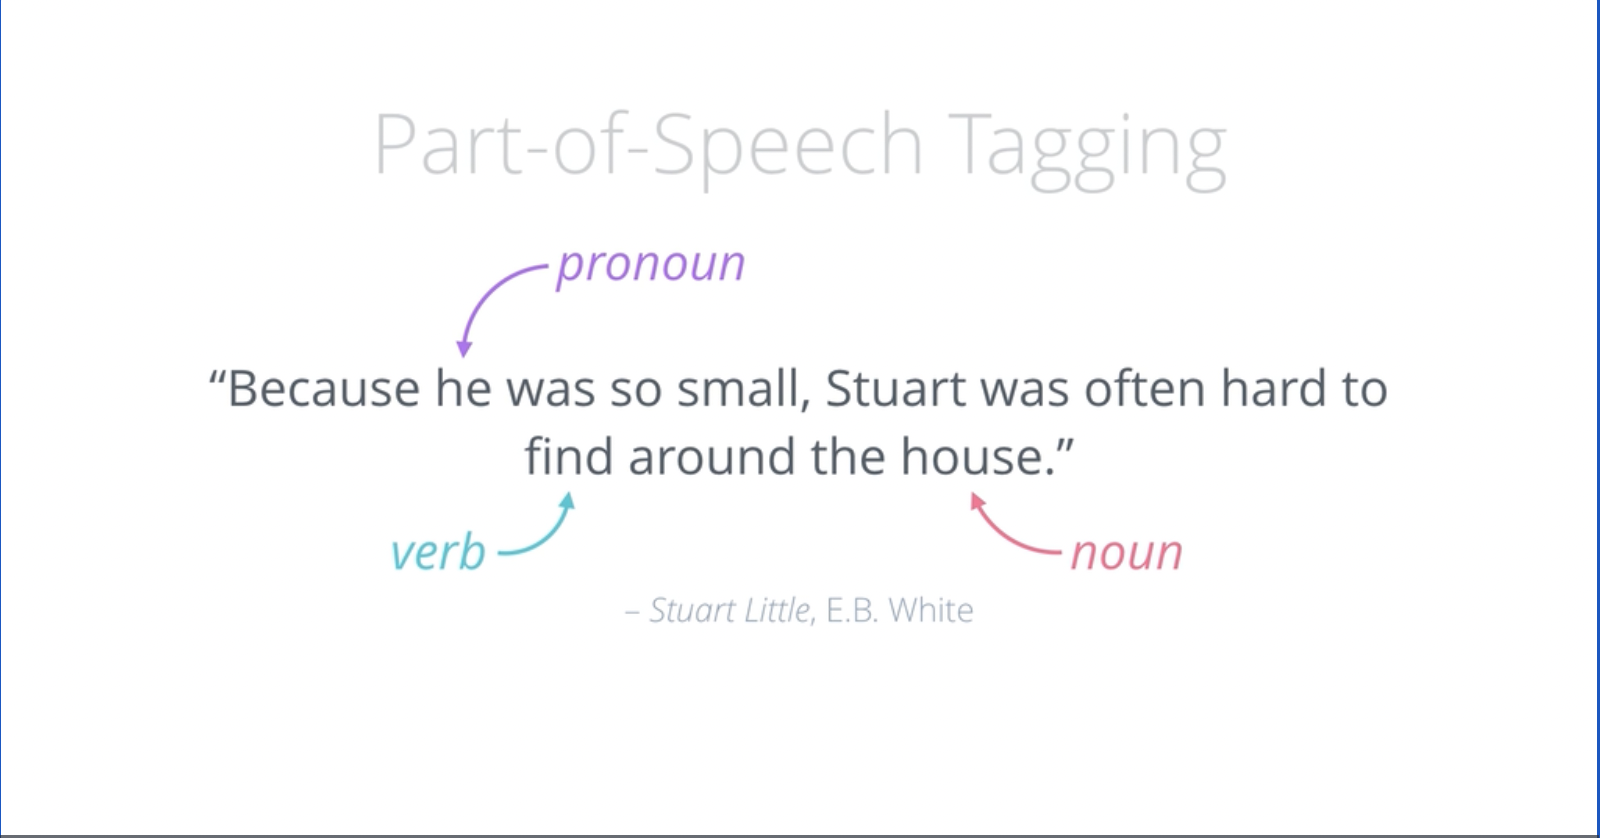 Part-of-Speech Tagging
pronoun
“Because he was so small, Stuart was often hard to
find around the house.”
verb
noun
– Stuart Little, E.B. White